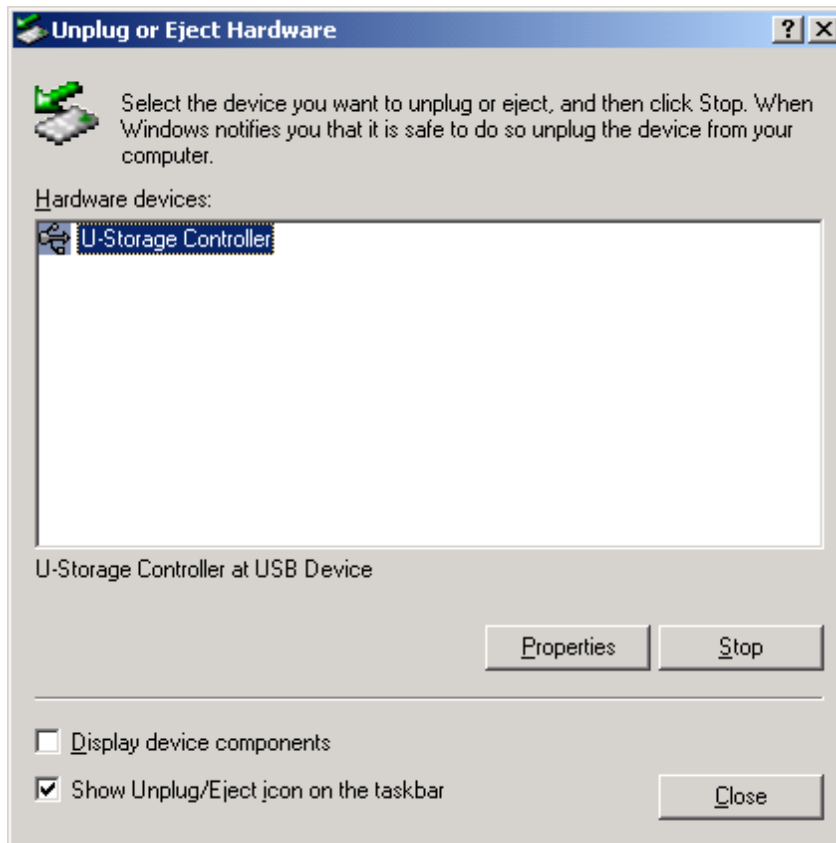 Unplug or Eject Hardware
Select the device you want to unplug or eject, and then click Stop. When
Windows notifies you that it is safe to do so unplug the device from your
computer.
Hardware devices:
U-Storage Controller
U-Storage Controller at USB Device
Properties
Stop
Display device components
Show Unplug/Eject icon on the taskbar
Close